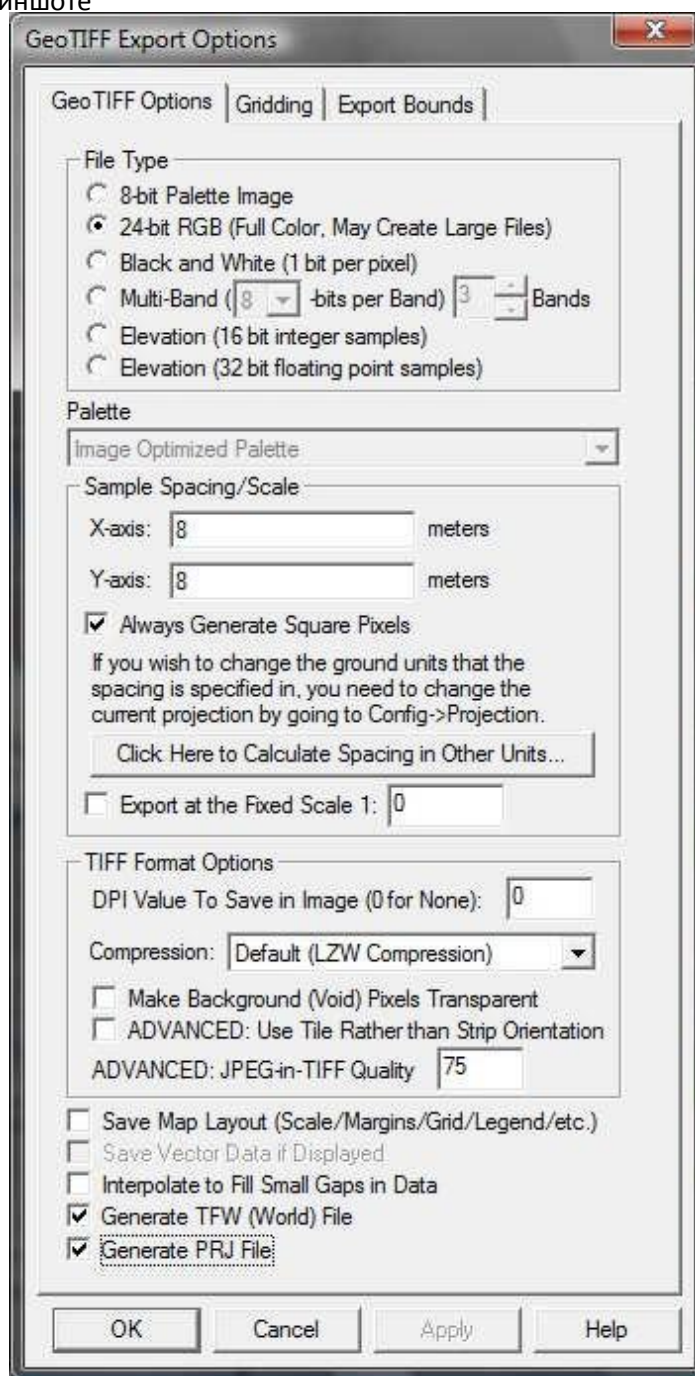 иншоте
GeoTIFF Export Options
GeoTIFF Options Gridding Export Bounds
File Type
8-bit Palette Image
24-bit RGB (Full Color, May Create Large Files)
Black and White (1 bit per pixel)
Multi-Band (8 -bits per Band) 3 Bands
Elevation (16 bit integer samples)
Elevation (32 bit floating point samples)
Palette
Image Optimized Palette
Sample Spacing/Scale
X-axis: 8 meters
Y-axis: 8 meters
Always Generate Square Pixels
If you wish to change the ground units that the
spacing is specified in, you need to change the
current projection by going to Config->Projection.
Click Here to Calculate Spacing in Other Units...
Export at the Fixed Scale 1: 0
TIFF Format Options
DPI Value To Save in Image (0 for None): 0
Compression: Default (LZW Compression)
Make Background (Void) Pixels Transparent
ADVANCED: Use Tile Rather than Strip Orientation
ADVANCED: JPEG-in-TIFF Quality 75
Save Map Layout (Scale/Margins/Grid/Legend/etc.)
Save Vector Data if Displayed
Interpolate to Fill Small Gaps in Data
Generate TFW (World) File
Generate PRJ File
OK Cancel Apply Help